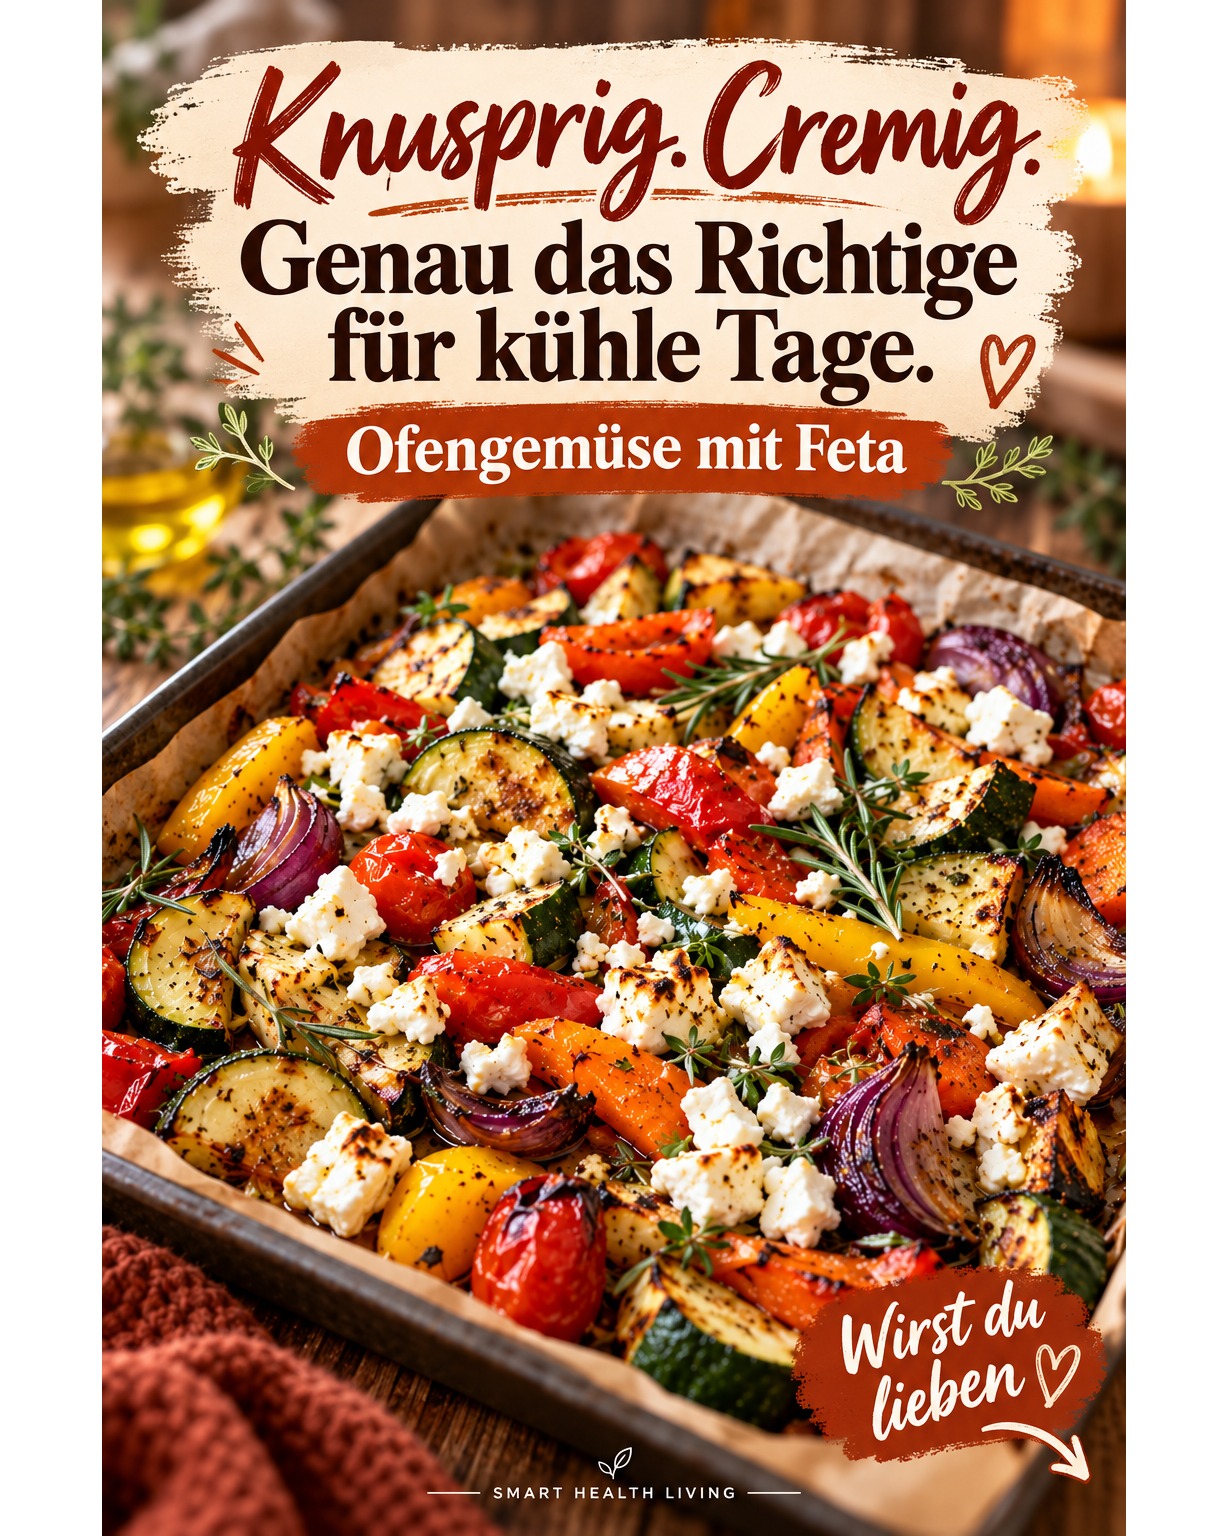 Knusprig. Cremig.
Genau das Richtige
für kühle Tage.
Ofengemüse mit Feta
Wirst du
lieben
SMART HEALTH LIVING